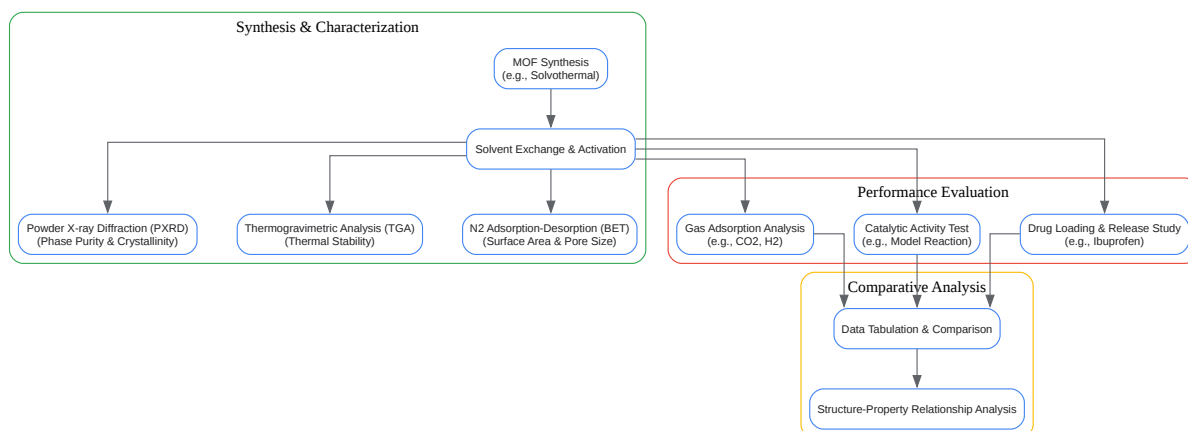 Synthesis & Characterization
MOF Synthesis
(e.g., Solvothermal)
Solvent Exchange & Activation
Powder X-ray Diffraction (PXRD)
(Phase Purity & Crystallinity)
Thermogravimetric Analysis (TGA)
(Thermal Stability)
N2 Adsorption-Desorption (BET)
(Surface Area & Pore Size)
Performance Evaluation
Gas Adsorption Analysis
(e.g., CO2, H2)
Catalytic Activity Test
(e.g., Model Reaction)
Drug Loading & Release Study
(e.g., Ibuprofen)
Comparative Analysis
Data Tabulation & Comparison
Structure-Property Relationship Analysis